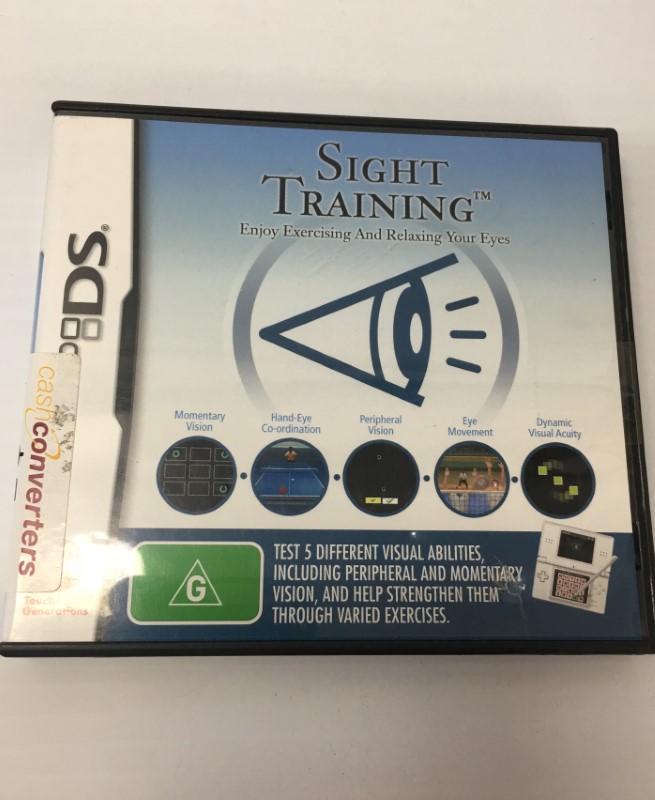 SIGHT
TRAINING™
Enjoy Exercising And Relaxing Your Eyes
DS®
cash converters
Momentary
Vision
Hand-Eye
Co-ordination
Peripheral
Vision
Eye
Movement
Dynamic
Visual Acuity
G
TEST 5 DIFFERENT VISUAL ABILITIES,
INCLUDING PERIPHERAL AND MOMENTARY
VISION, AND HELP STRENGTHEN THEM
THROUGH VARIED EXERCISES.
Touch
Generations